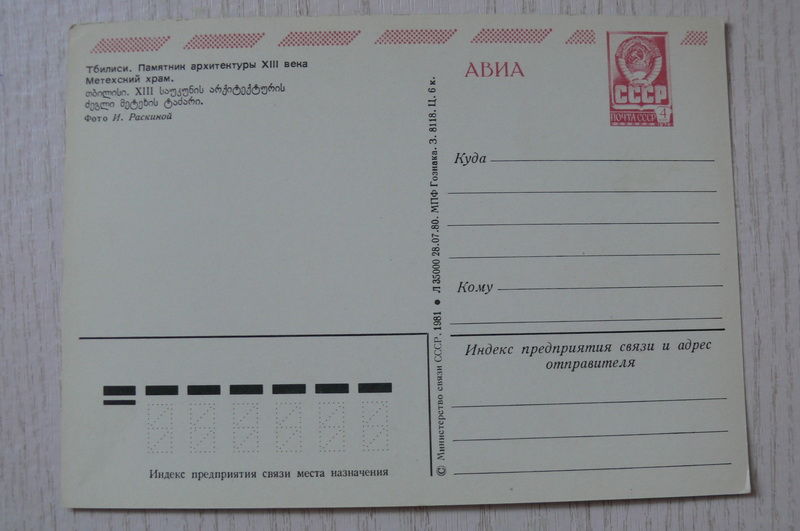 Тбилиси. Памятник архитектуры XIII века
Метехский храм.
თბილისი. XIII საუკუნის არქიტექტურის
ძეგლი მეტეხის ტაძარი.
Фото И. Раскиной
АВИА
СССР
ПОЧТА СССР 4
Куда
Кому
Индекс предприятия связи и адрес
отправителя
© Министерство связи СССР, 1981 ● Л 35000 28.07.80. МПФ Гознака. З. 8118. Ц. 6 к.
Индекс предприятия связи места назначения